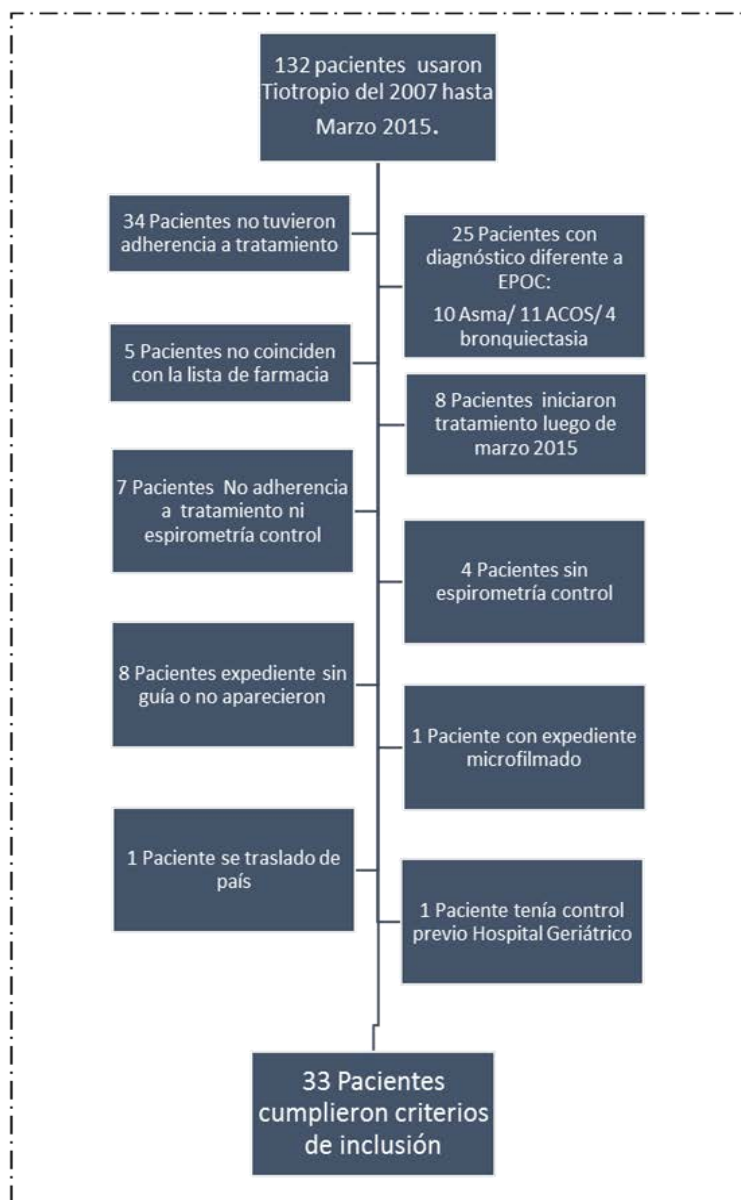 132 pacientes usaron
Tiotropio del 2007 hasta
Marzo 2015.
34 Pacientes no tuvieron
adherencia a tratamiento
25 Pacientes con
diagnóstico diferente a
EPOC:
10 Asma/ 11 ACOS/ 4
bronquiectasia
5 Pacientes no coinciden
con la lista de farmacia
8 Pacientes iniciaron
tratamiento luego de
marzo 2015
7 Pacientes No adherencia
a tratamiento ni
espirometría control
4 Pacientes sin
espirometría control
8 Pacientes expediente sin
guía o no aparecieron
1 Paciente con expediente
microfilmado
1 Paciente se traslado de
país
1 Paciente tenía control
previo Hospital Geriátrico
33 Pacientes
cumplieron criterios
de inclusión